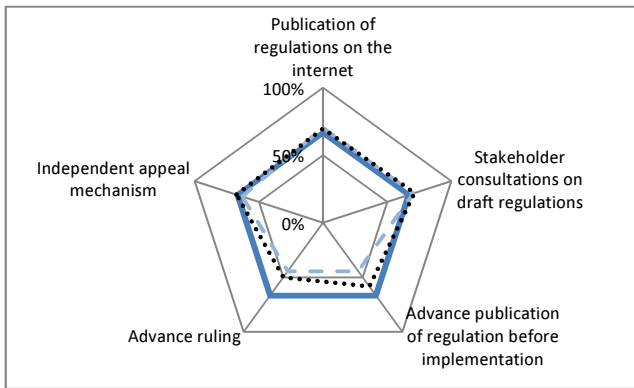 Publication of
regulations on the
internet
100%
50%
0%
Independent appeal
mechanism
Stakeholder
consultations on
draft regulations
Advance ruling
Advance publication
of regulation before
implementation